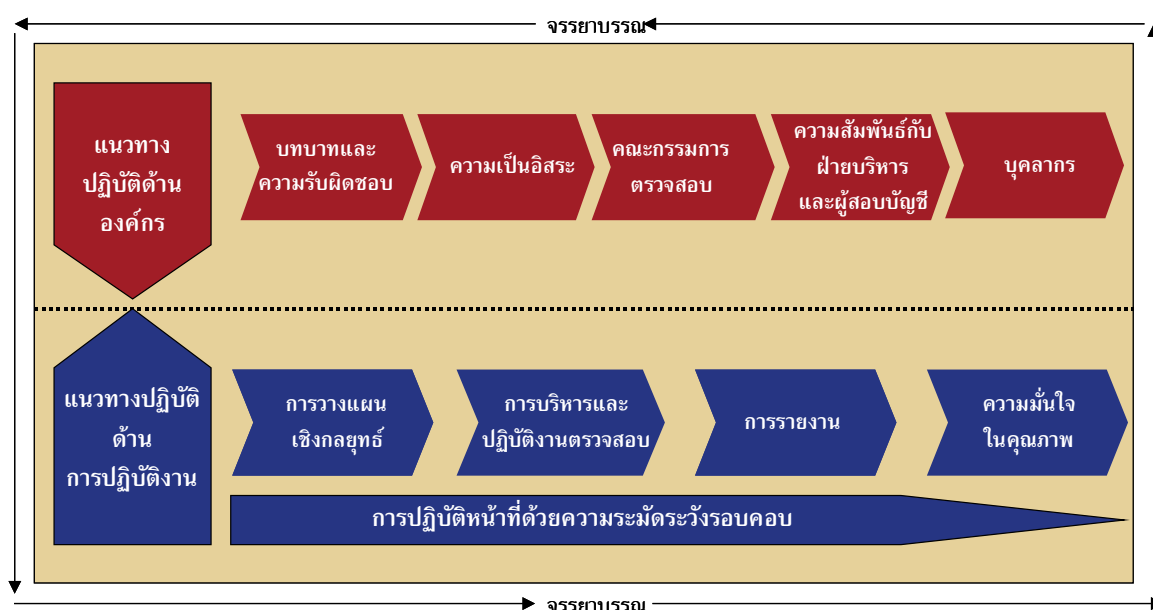 จรรยาบรรณ
แนวทาง
ปฏิบัติด้าน
องค์กร
บทบาทและ
ความรับผิดชอบ
ความเป็นอิสระ
คณะกรรมการ
ตรวจสอบ
ความสัมพันธ์กับ
ฝ่ายบริหาร
และผู้สอบบัญชี
บุคลากร
แนวทางปฏิบัติ
ด้าน
การปฏิบัติงาน
การวางแผน
เชิงกลยุทธ์
การบริหารและ
ปฏิบัติงานตรวจสอบ
การรายงาน
ความมั่นใจ
ในคุณภาพ
การปฏิบัติหน้าที่ด้วยความระมัดระวังรอบคอบ
จรรยาบรรณ